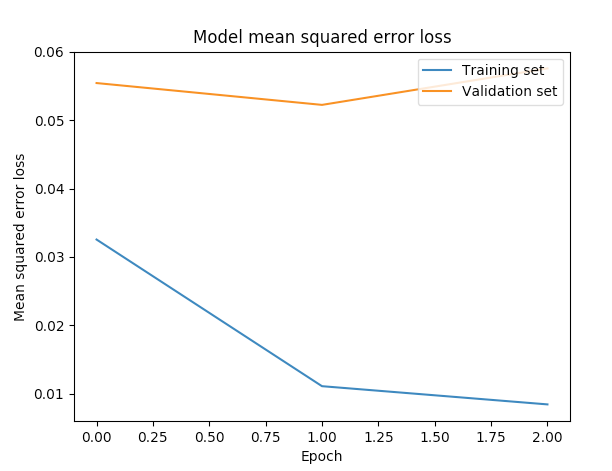 Model mean squared error loss
0.06
0.05
0.04
0.03
0.02
0.01
Mean squared error loss
Training set
Validation set
0.00 0.25 0.50 0.75 1.00 1.25 1.50 1.75 2.00
Epoch